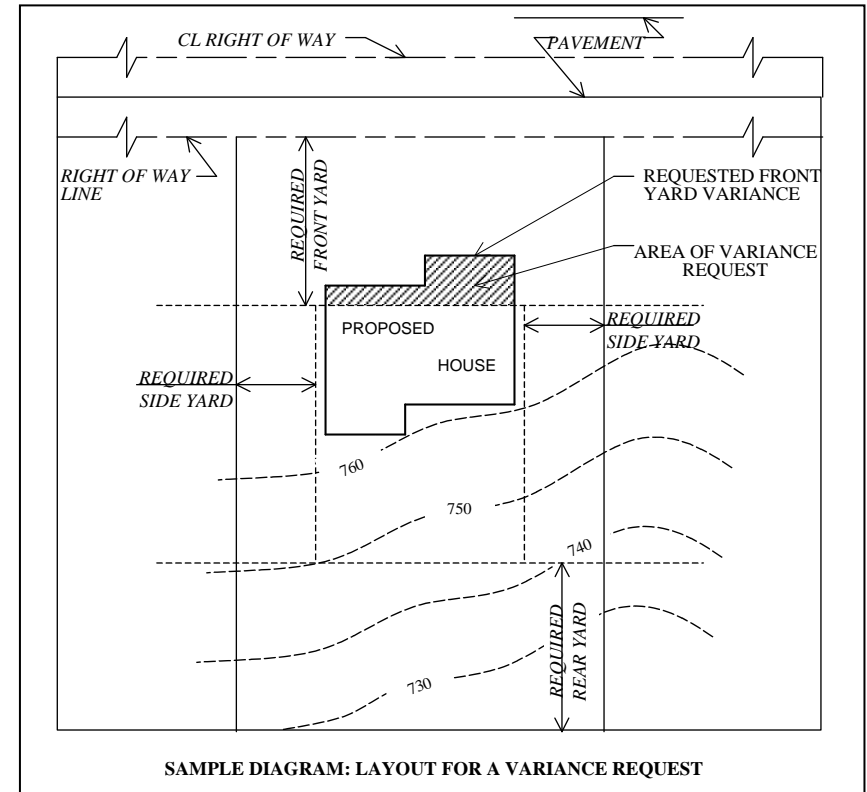 CL RIGHT OF WAY
PAVEMENT
RIGHT OF WAY
LINE
REQUIRED
FRONT YARD
REQUESTED FRONT
YARD VARIANCE
AREA OF VARIANCE
REQUEST
PROPOSED
HOUSE
REQUIRED
SIDE YARD
REQUIRED
SIDE YARD
760
750
740
730
REQUIRED
REAR YARD
SAMPLE DIAGRAM: LAYOUT FOR A VARIANCE REQUEST